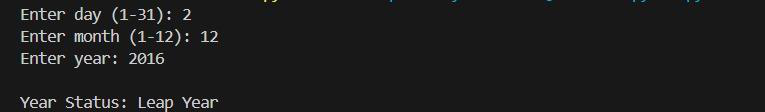 Enter day (1-31): 2
Enter month (1-12): 12
Enter year: 2016
Year Status: Leap Year